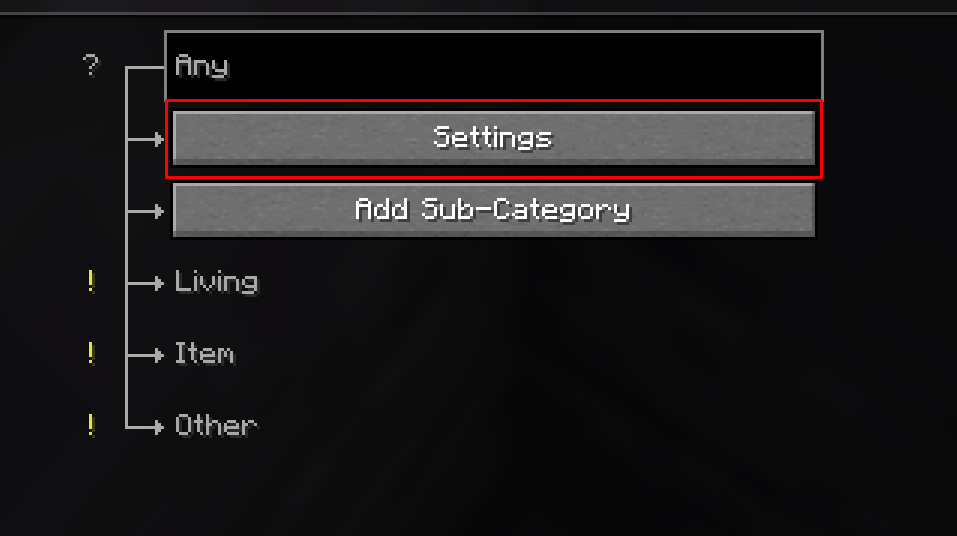 ? Any
Settings
Add Sub-Category
! Living
! Item
! Other